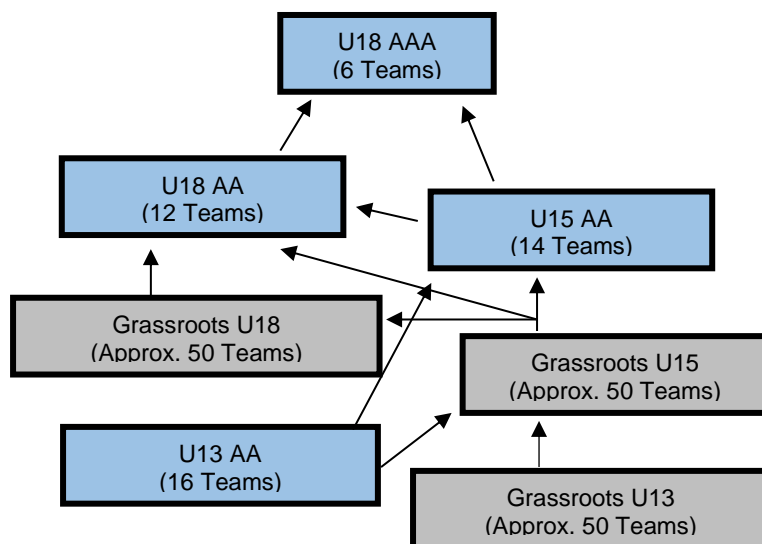 U18 AAA
(6 Teams)
U18 AA
(12 Teams)
U15 AA
(14 Teams)
Grassroots U18
(Approx. 50 Teams)
Grassroots U15
(Approx. 50 Teams)
U13 AA
(16 Teams)
Grassroots U13
(Approx. 50 Teams)